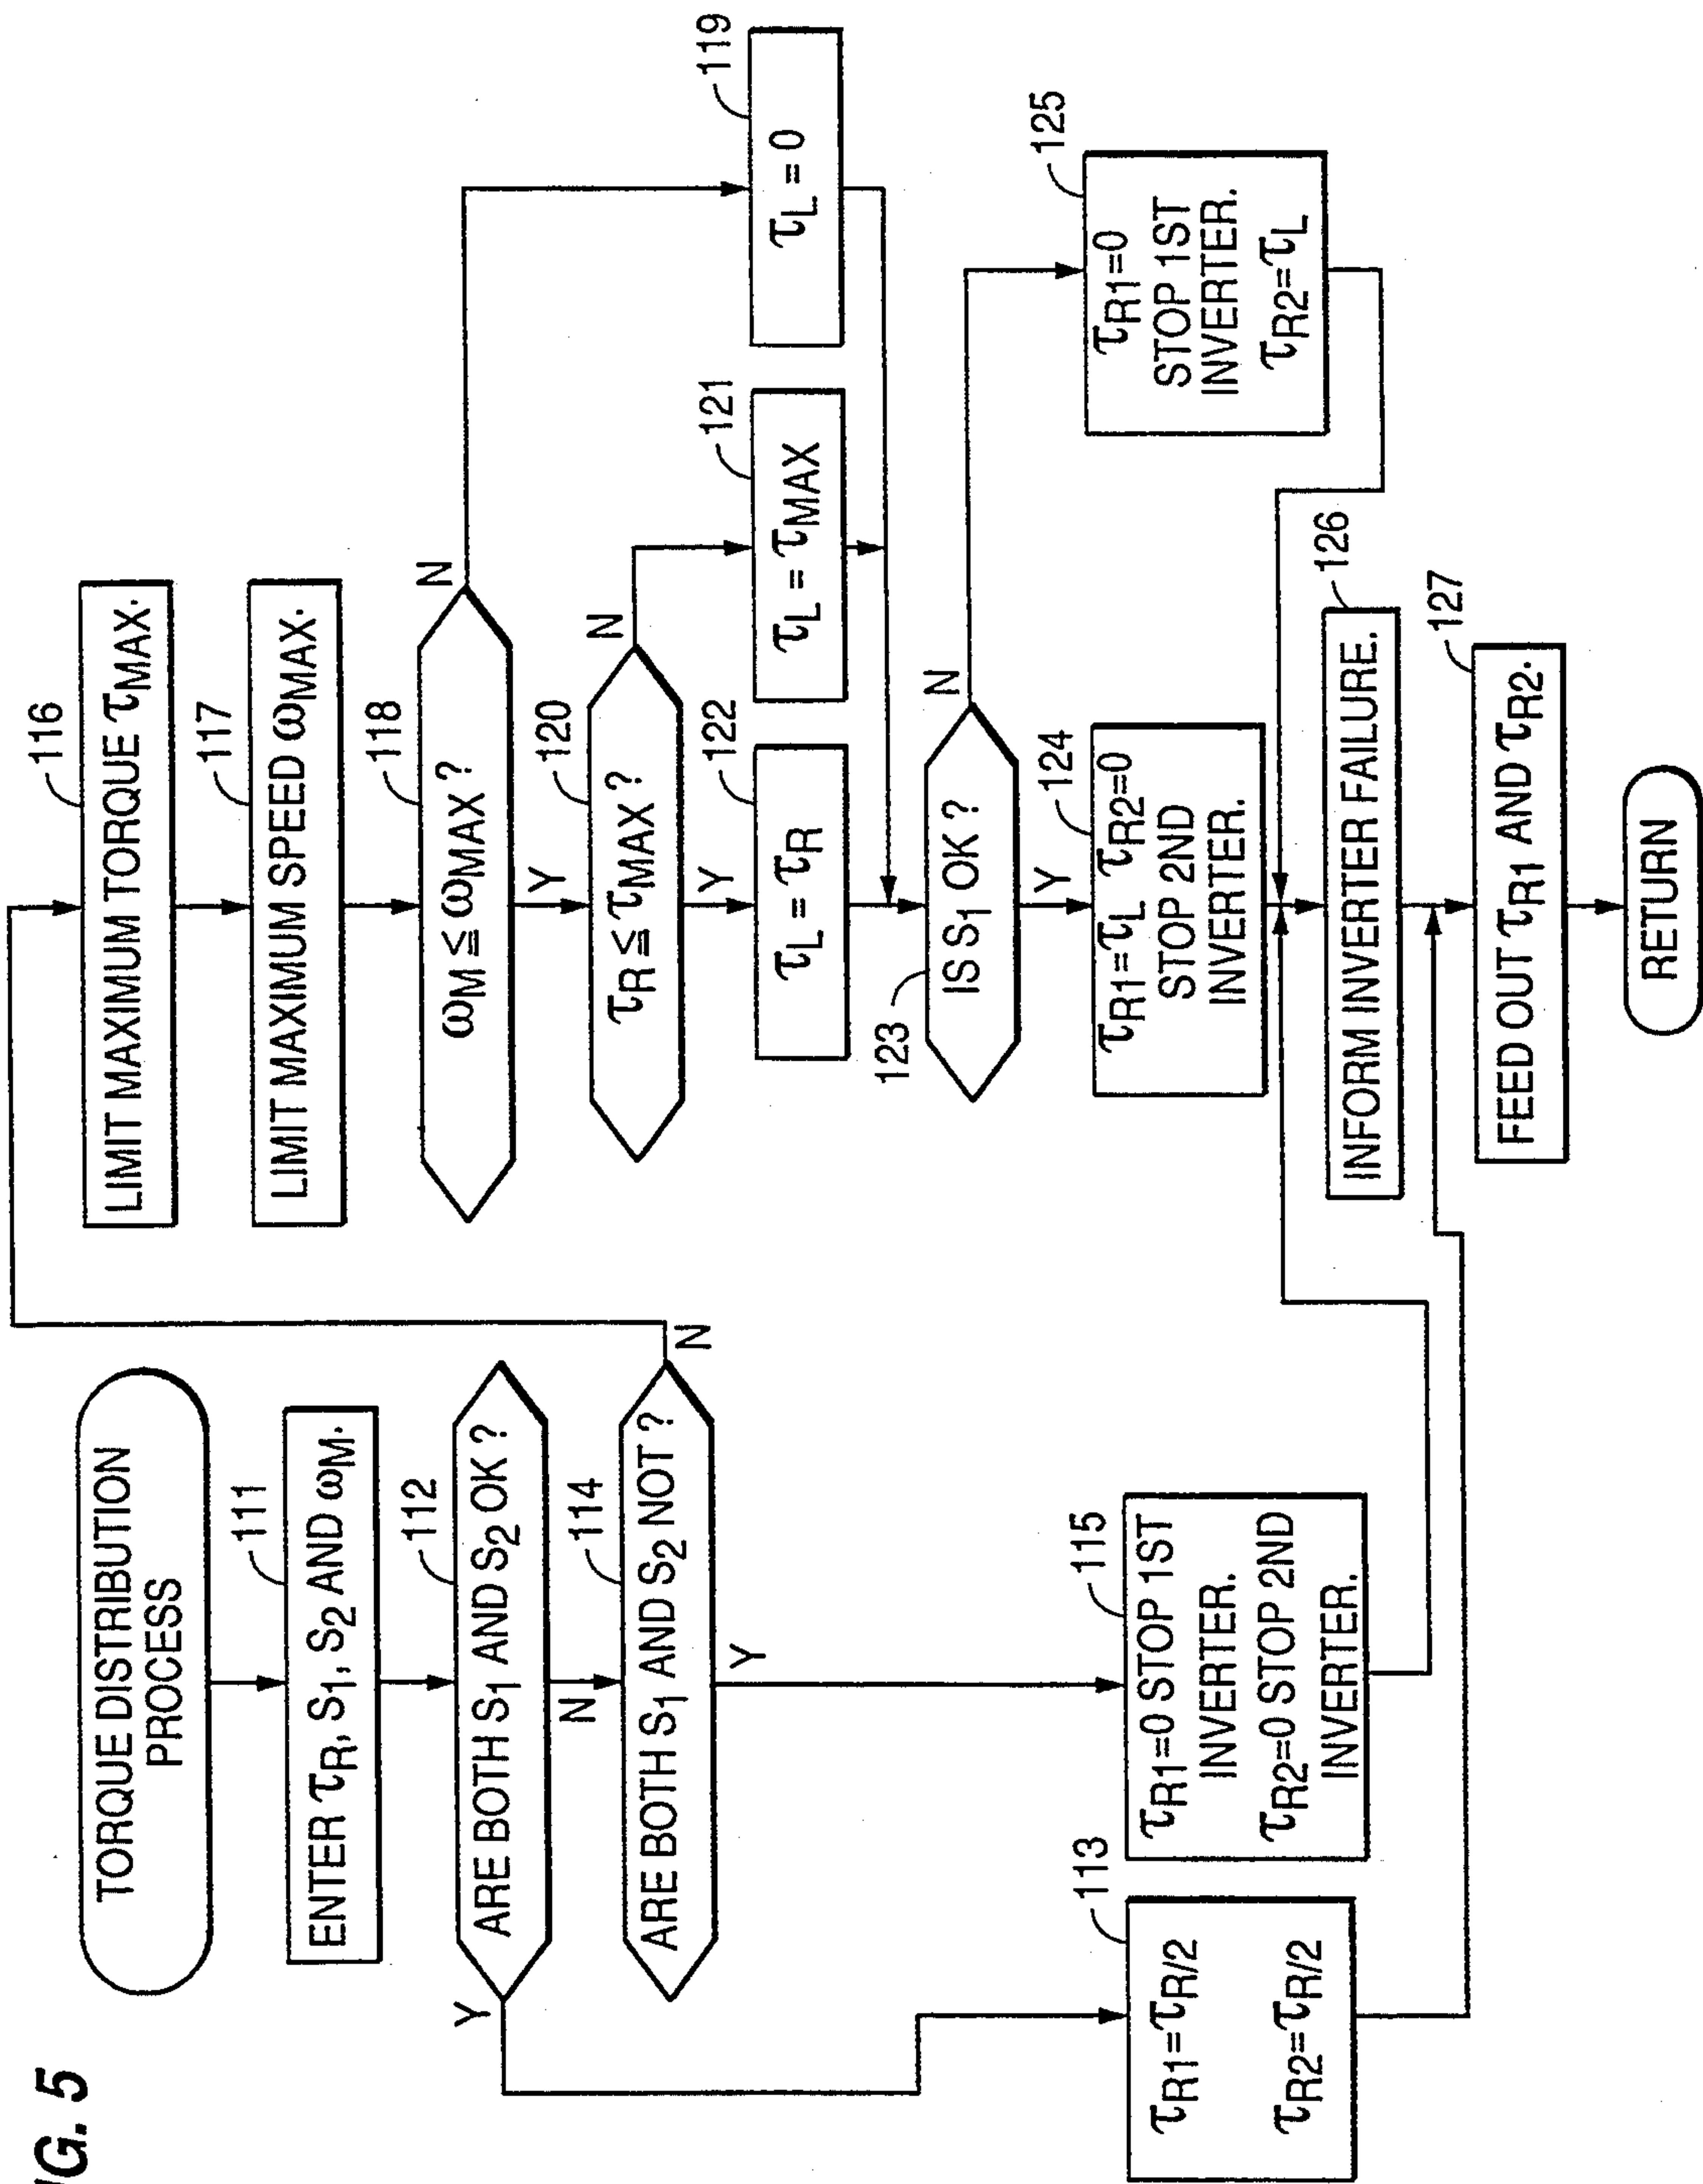 IG. 5
TORQUE DISTRIBUTION
PROCESS
111
ENTER τR, S1, S2 AND ωM.
112
ARE BOTH S1 AND S2 OK ?
Y
N
114
ARE BOTH S1 AND S2 NOT ?
N
Y
113
τR1=τR/2
τR2=τR/2
115
τR1=0 STOP 1ST
INVERTER.
τR2=0 STOP 2ND
INVERTER.
116
LIMIT MAXIMUM TORQUE τMAX.
117
LIMIT MAXIMUM SPEED ωMAX.
118
ωM ≦ ωMAX ?
N
Y
119
τL = 0
120
τR ≦ τMAX ?
N
Y
121
τL = τMAX
122
τL = τR
123
IS S1 OK ?
N
Y
124
τR1=τL τR2=0
STOP 2ND
INVERTER.
125
τR1=0
STOP 1ST
INVERTER.
τR2=τL
126
INFORM INVERTER FAILURE.
127
FEED OUT τR1 AND τR2.
RETURN